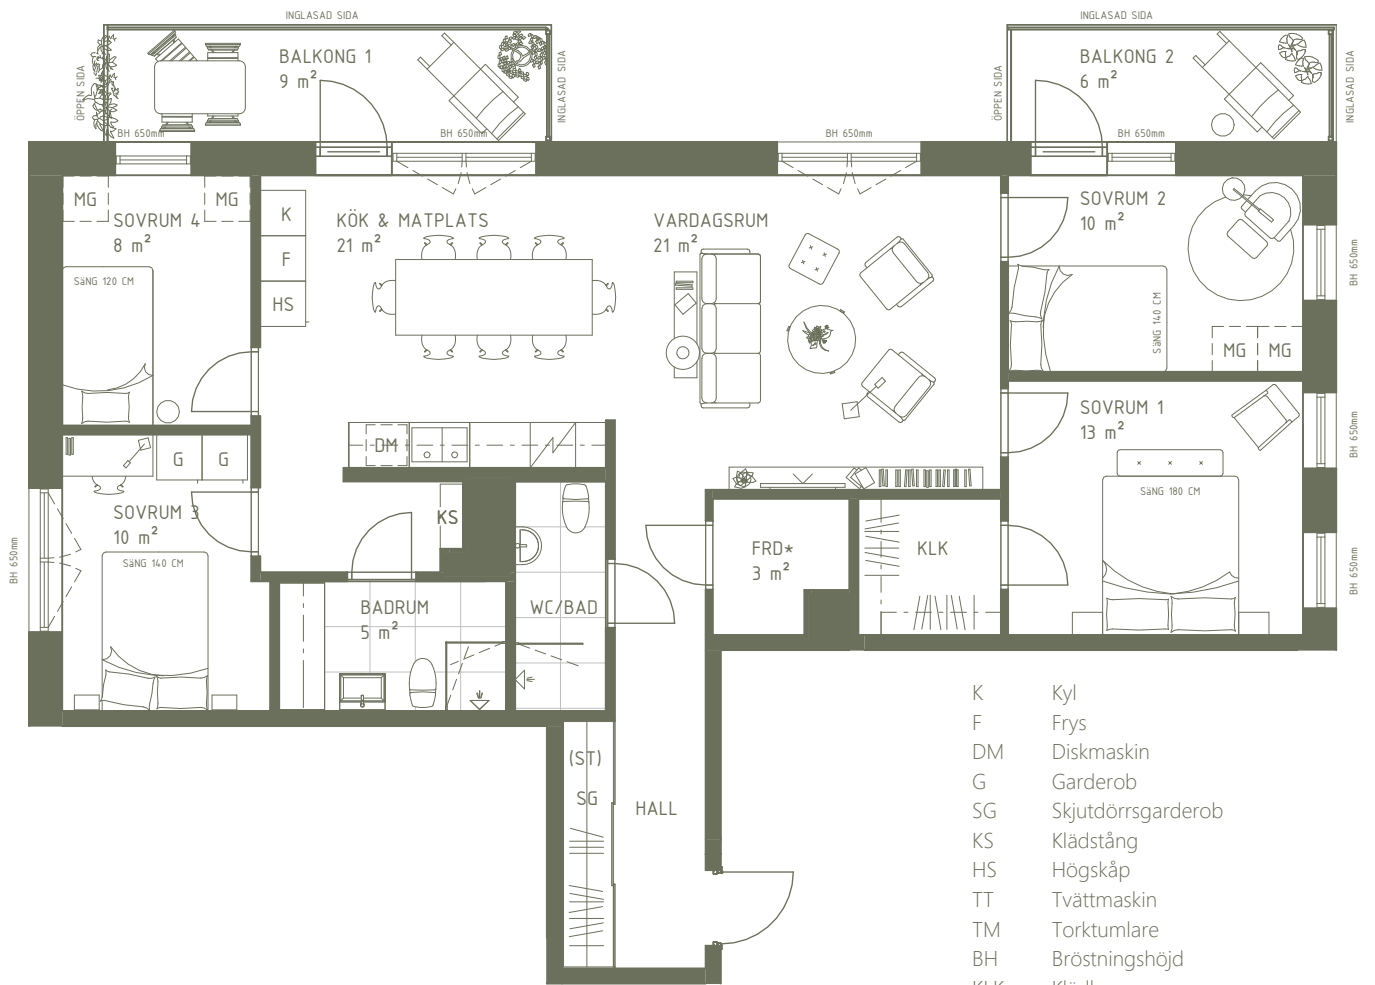 INGLASAD SIDA
INGLASAD SIDA
BALKONG 1
9 m²
BALKONG 2
6 m²
ÖPPEN SIDA
INGLASAD SIDA
ÖPPEN SIDA
INGLASAD SIDA
BH 650mm
BH 650mm
BH 650mm
BH 650mm
MG
MG
SOVRUM 4
8 m²
K
F
HS
KÖK & MATPLATS
21 m²
VARDAGSRUM
21 m²
SOVRUM 2
10 m²
BH 650mm
SäNG 120 CM
SäNG 140 CM
MG
MG
SOVRUM 1
13 m²
BH 650mm
DM
G
G
SäNG 180 CM
SOVRUM 3
10 m²
KS
FRD*
3 m²
KLK
BH 650mm
SäNG 140 CM
BH 650mm
BADRUM
5 m²
WC/BAD
(ST)
SG
HALL
K Kyl
F Frys
DM Diskmaskin
G Garderob
SG Skjutdörrsgarderob
KS Klädstång
HS Högskåp
TT Tvättmaskin
TM Torktumlare
BH Bröstningshöjd